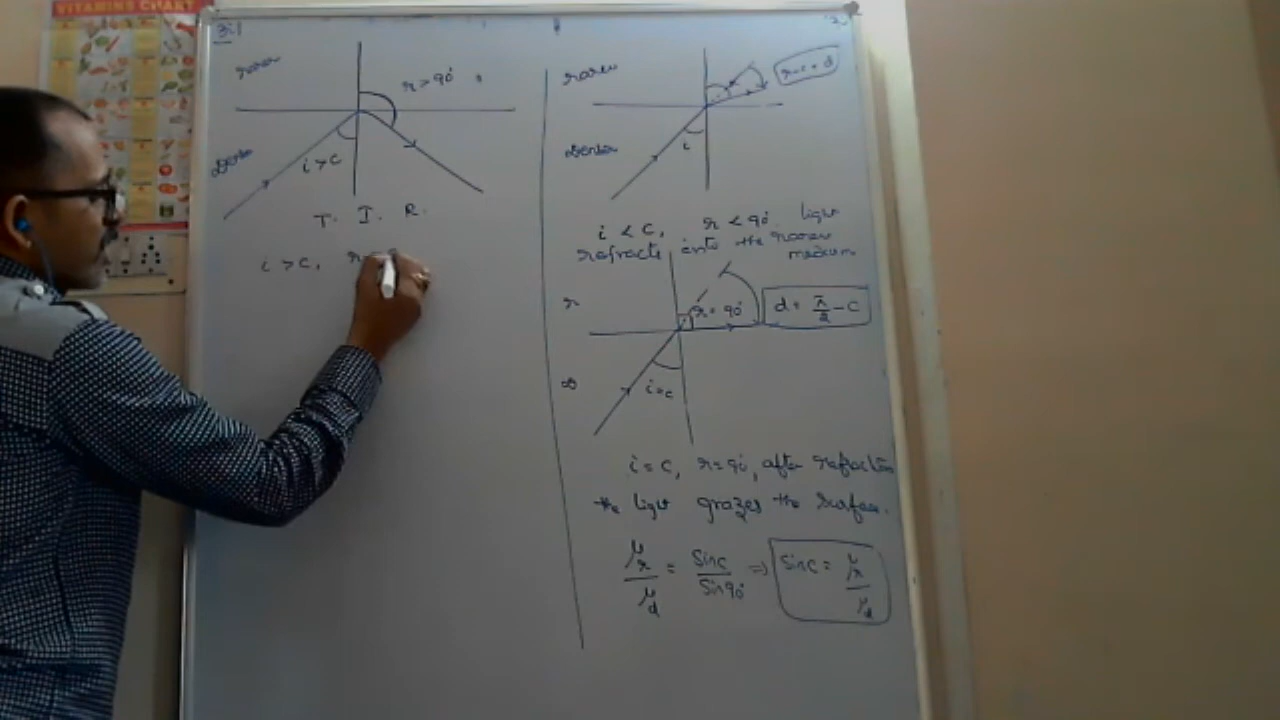 VITAMINS CHART
rarer
r > 90°
Denser
i > C
T. I. R.
i > C, r
rarer
Denser
i
i < C, r < 90° light
refracts into the rarer
medium
r
r = 90°
d = π/2 - C
D
i = C
i = C, r = 90°, after refraction
the light grazes the surface.
μr/μd = Sin C/Sin 90° ⇒ Sin C = μr/μd